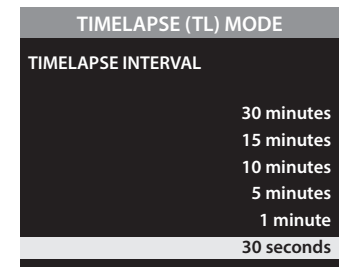 TIMELAPSE (TL) MODE
TIMELAPSE INTERVAL
30 minutes
15 minutes
10 minutes
5 minutes
1 minute
30 seconds